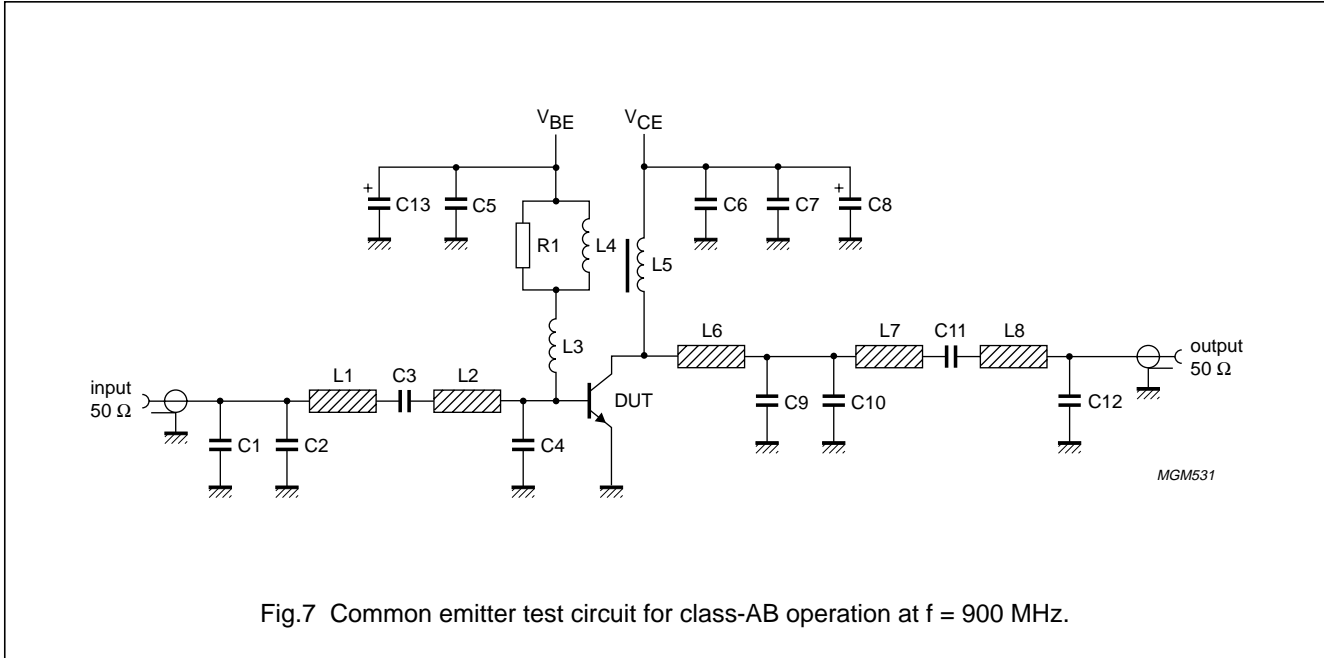 VBE VCE
+ C13 C5 C6 C7 + C8
R1 L4 L5
L3 L6 L7 C11 L8 output
50 Ω
input
50 Ω
L1 C3 L2 DUT
C9 C10 C12
C1 C2 C4
MGM531
Fig.7 Common emitter test circuit for class-AB operation at f = 900 MHz.